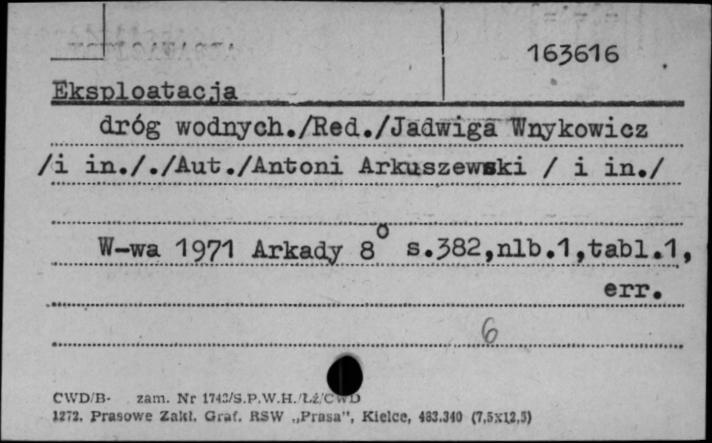 163616
Eksploatacja
dróg wodnych./Red./Jadwiga Wnykowicz
/i in././Aut./Antoni Arkuszewski / i in./
W-wa 1971 Arkady 8° s.382,nlb.1,tabl.1,
err.
6
CWD/B- zam. Nr 1743/S.P.W.H./Łź/CWD
1272. Prasowe Zakł. Graf. RSW „Prasa", Kielce, 483.340 (7,5x12,5)